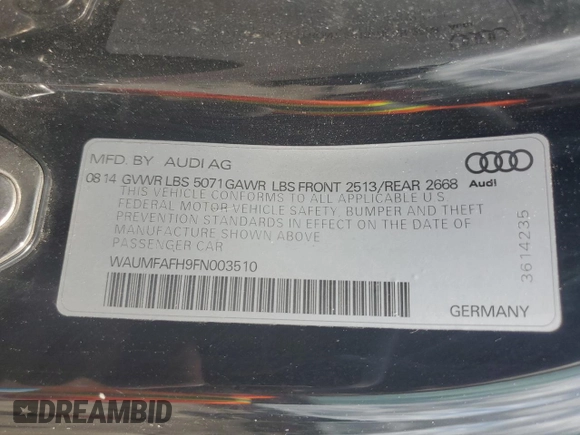 MFD. BY AUDI AG
Audi
08 14 GVWR LBS 5071 GAWR LBS FRONT 2513/REAR 2668
THIS VEHICLE CONFORMS TO ALL APPLICABLE U S
FEDERAL MOTOR VEHICLE SAFETY, BUMPER AND THEFT
PREVENTION STANDARDS IN EFFECT ON THE DATE OF
MANUFACTURE SHOWN ABOVE
PASSENGER CAR
WAUMFAFH9FN003510
3614235
GERMANY
DREAMBID